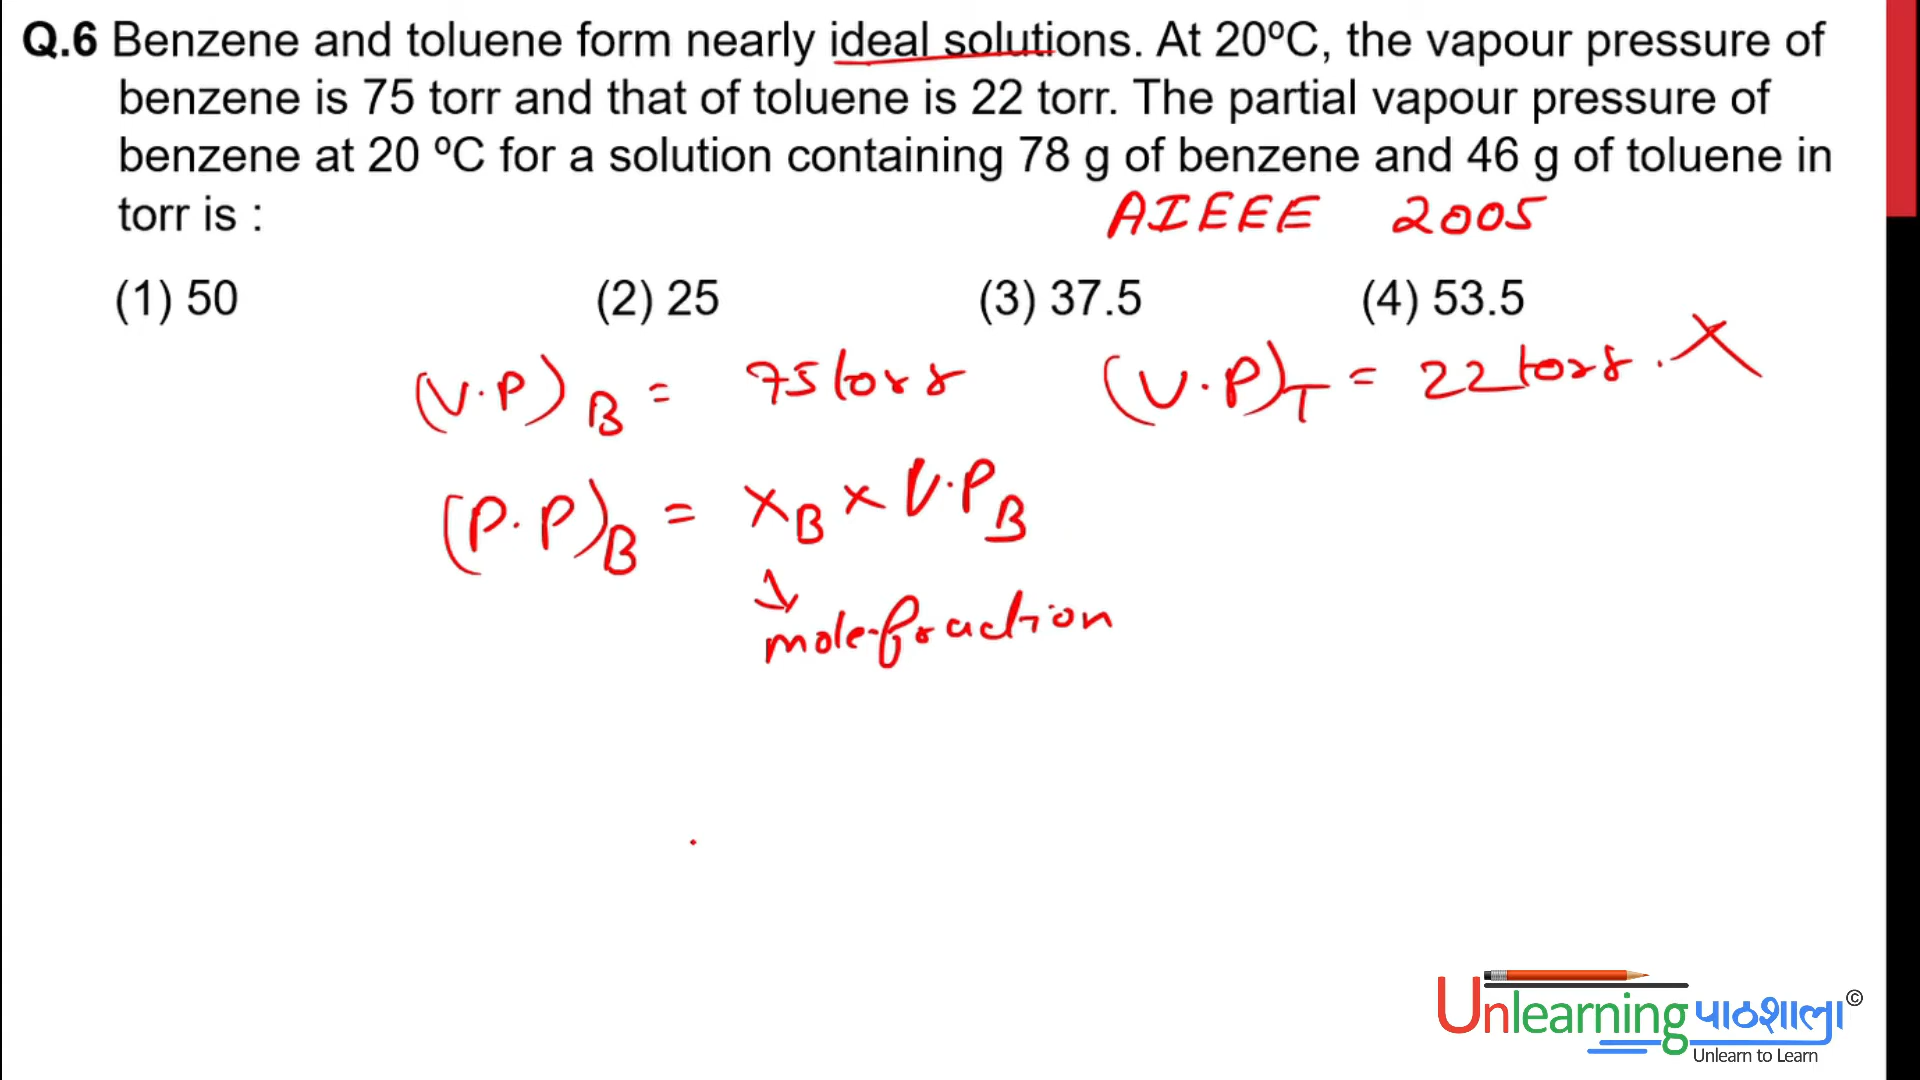 Q.6 Benzene and toluene form nearly ideal solutions. At 20ºC, the vapour pressure of
benzene is 75 torr and that of toluene is 22 torr. The partial vapour pressure of
benzene at 20 ºC for a solution containing 78 g of benzene and 46 g of toluene in
torr is :
AIEEE 2005
(1) 50 (2) 25 (3) 37.5 (4) 53.5
(V.P)B = 75 torr (V.P)T = 22 torr.
(P.P)B = XB × V.PB
mole-fraction
Unlearning पाठशाला ©
Unlearn to Learn